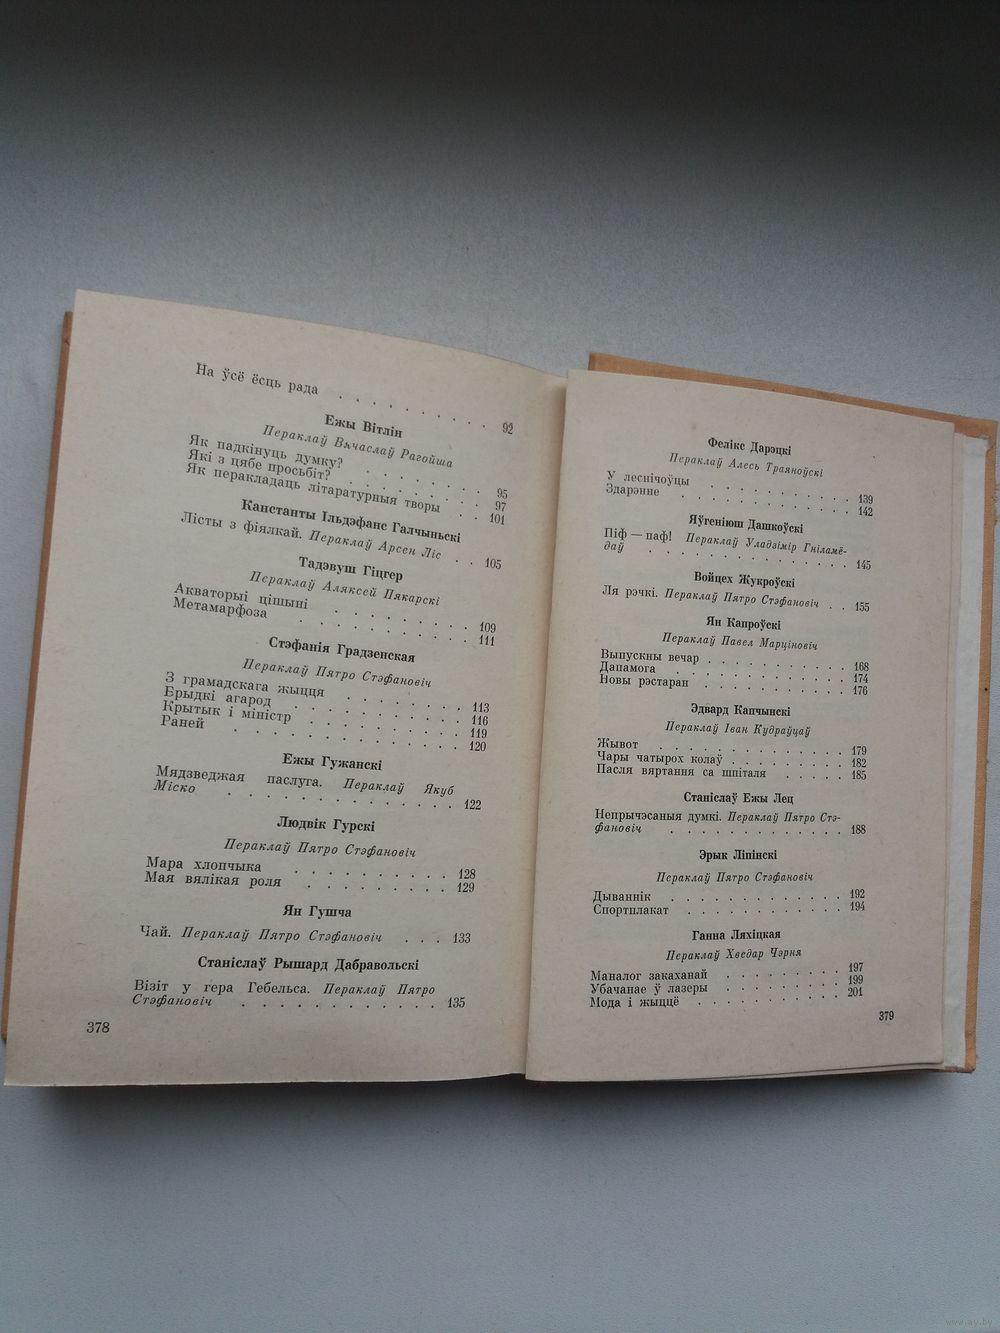 На ўсё ёсць рада . . . . . . . . . . 92
Ежы Вітлін
Пераклаў Вячаслаў Рагойша
Як падкінуць думку? . . . . . . . 95
Які з цябе просьбіт? . . . . . . . 97
Як перакладаць літаратурныя творы . . 101
Канстанты Ільдэфанс Галчыньскі
Лісты з фіялкай. Пераклаў Арсен Ліс . . 105
Тадэвуш Гіцгер
Пераклаў Аляксей Пякарскі
Акваторыі цішыні . . . . . . . . 109
Метамарфоза . . . . . . . . . 111
Стэфанія Градзенская
Пераклаў Пятро Стэфановіч
З грамадскага жыцця . . . . . . . 113
Брыдкі агарод . . . . . . . . . 116
Крытык і міністр . . . . . . . . 119
Раней . . . . . . . . . . . 120
Ежы Гужанскі
Мядзведжая паслуга. Пераклаў Якуб
Міско . . . . . . . . . . . 122
Людвік Гурскі
Пераклаў Пятро Стэфановіч
Мара хлопчыка . . . . . . . . . 128
Мая вялікая роля . . . . . . . . 129
Ян Гушча
Чай. Пераклаў Пятро Стэфановіч . . . 133
Станіслаў Рышард Дабравольскі
Візіт у гера Гебельса. Пераклаў Пятро
Стэфановіч . . . . . . . . . . 135
378
Фелікс Дарэцкі
Пераклаў Алесь Траяноўскі
У леснічоўцы . . . . . . . . . 139
Здарэнне . . . . . . . . . . 142
Яўгеніюш Дашкоўскі
Піф — паф! Пераклаў Уладзімір Гніламё-
даў . . . . . . . . . . . 145
Войцех Жукроўскі
Ля рэчкі. Пераклаў Пятро Стэфановіч . . 155
Ян Капроўскі
Пераклаў Павел Марціновіч
Выпускны вечар . . . . . . . . . 168
Дапамога . . . . . . . . . . 174
Новы рэстаран . . . . . . . . . 176
Эдвард Капчынскі
Пераклаў Іван Кудраўцаў
Жывот . . . . . . . . . . . 179
Чары чатырох колаў . . . . . . . 182
Пасля вяртання са шпіталя . . . . . 185
Станіслаў Ежы Лец
Непрычэсаныя думкі. Пераклаў Пятро Стэ-
фановіч . . . . . . . . . . 188
Эрык Ліпінскі
Пераклаў Пятро Стэфановіч
Дываннік . . . . . . . . . . 192
Спортплакат . . . . . . . . . 194
Ганна Ляхіцкая
Пераклаў Хведар Чэрня
Маналог закаханай . . . . . . . . 197
Убачанае ў лазеры . . . . . . . . 199
Мода і жыццё . . . . . . . . . 201
379
www.ay.by